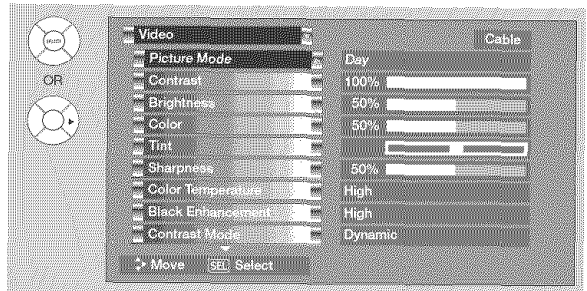 Video
Cable
Picture Mode Day
OR
Contrast 100%
Brightness 50%
Color 50%
Tint
Sharpness 50%
Color Temperature High
Black Enhancement High
Contrast Mode Dynamic
Move SEL Select